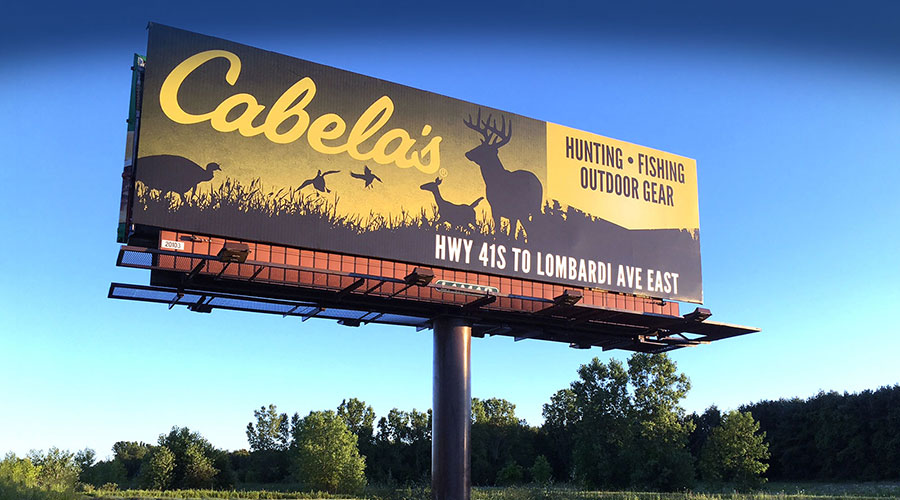 Cabela's®
HUNTING • FISHING
OUTDOOR GEAR
HWY 41S TO LOMBARDI AVE EAST
20103